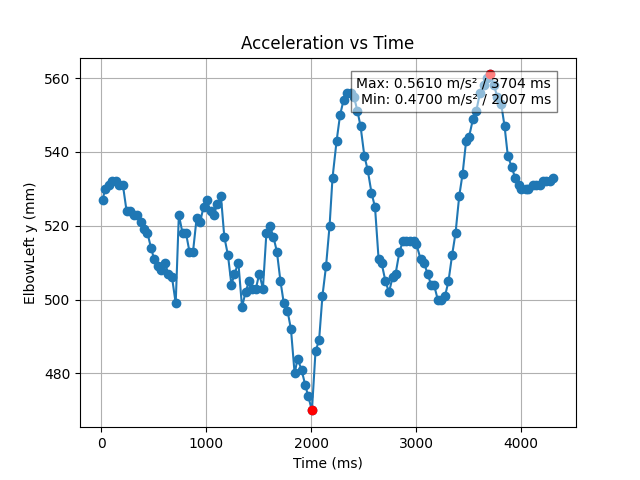 Acceleration vs Time
Max: 0.5610 m/s² / 3704 ms
Min: 0.4700 m/s² / 2007 ms
ElbowLeft y (mm)
560
540
520
500
480
0 1000 2000 3000 4000
Time (ms)